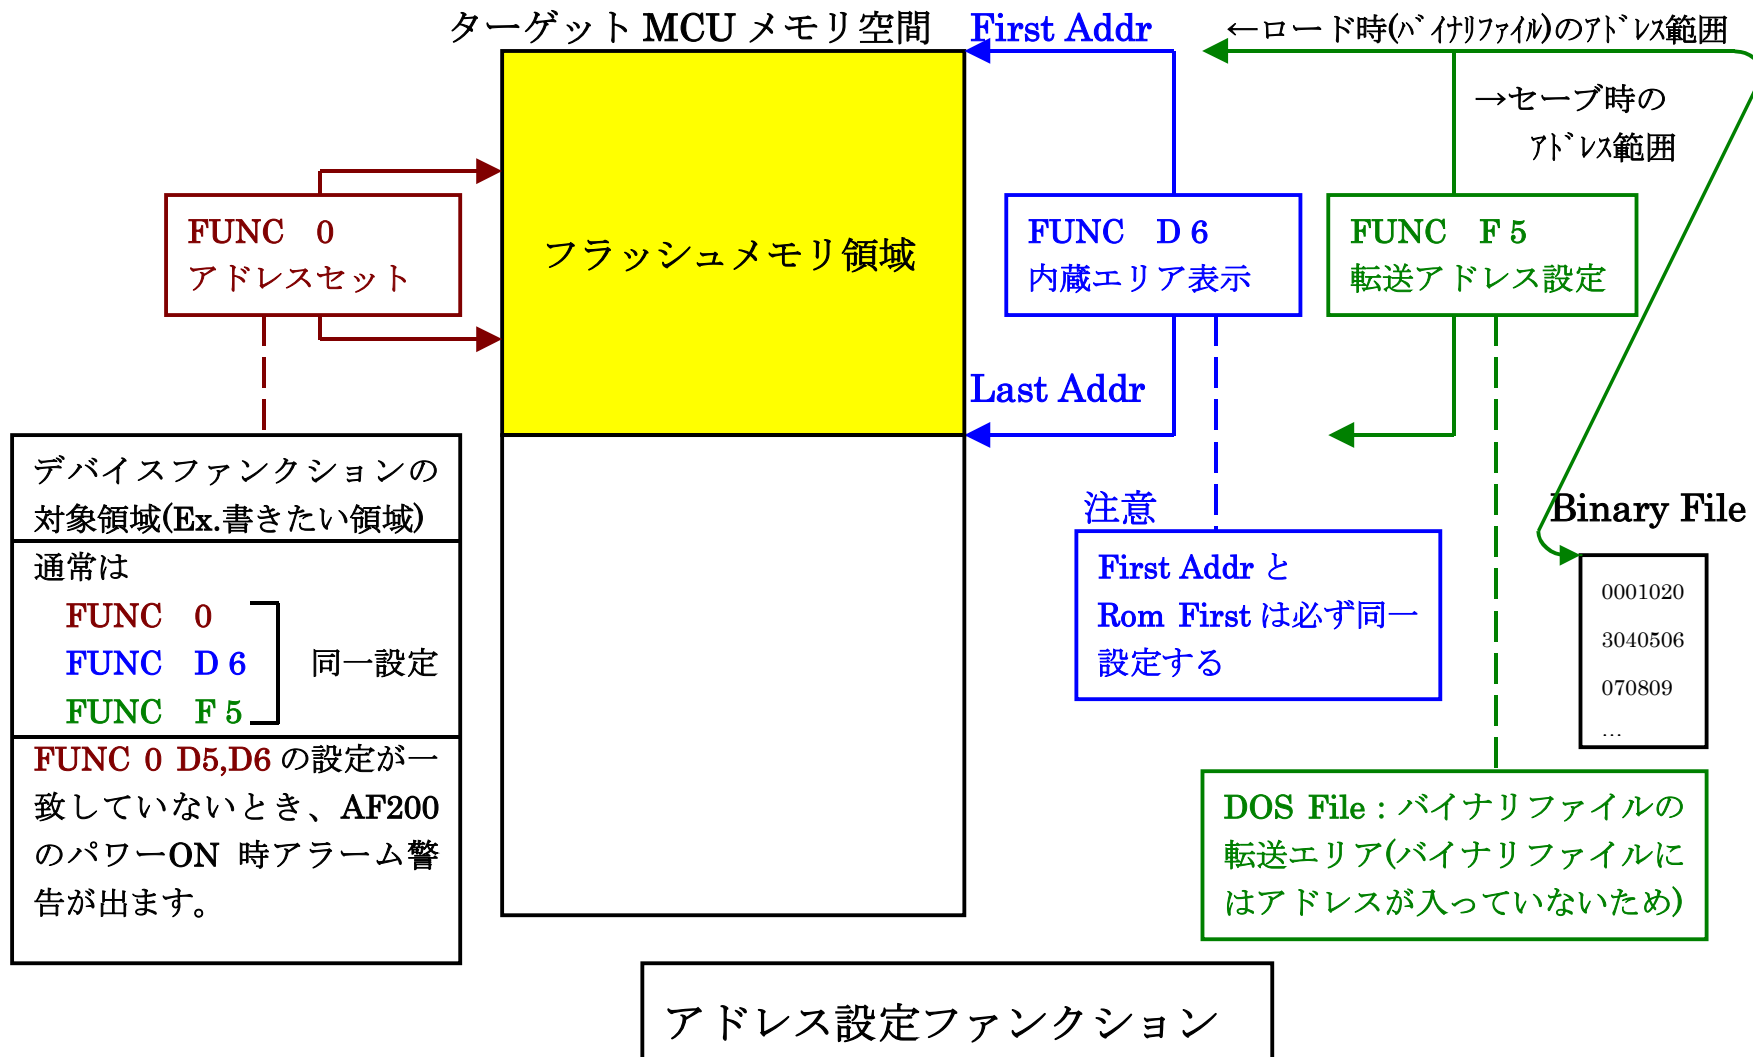 ターゲット MCU メモリ空間
First Addr
←ロード時(ﾊﾞｲﾅﾘﾌｧｲﾙ)のｱﾄﾞﾚｽ範囲
→セーブ時の
ｱﾄﾞﾚｽ範囲
FUNC 0
アドレスセット
フラッシュメモリ領域
FUNC D 6
内蔵エリア表示
FUNC F 5
転送アドレス設定
Last Addr
デバイスファンクションの
対象領域(Ex.書きたい領域)
通常は
FUNC 0
FUNC D 6
FUNC F 5
同一設定
FUNC 0 D5,D6 の設定が一
致していないとき、AF200
のパワーON 時アラーム警
告が出ます。
注意
First Addr と
Rom First は必ず同一
設定する
Binary File
0001020
3040506
070809
…
DOS File : バイナリファイルの
転送エリア(バイナリファイルに
はアドレスが入っていないため)
アドレス設定ファンクション